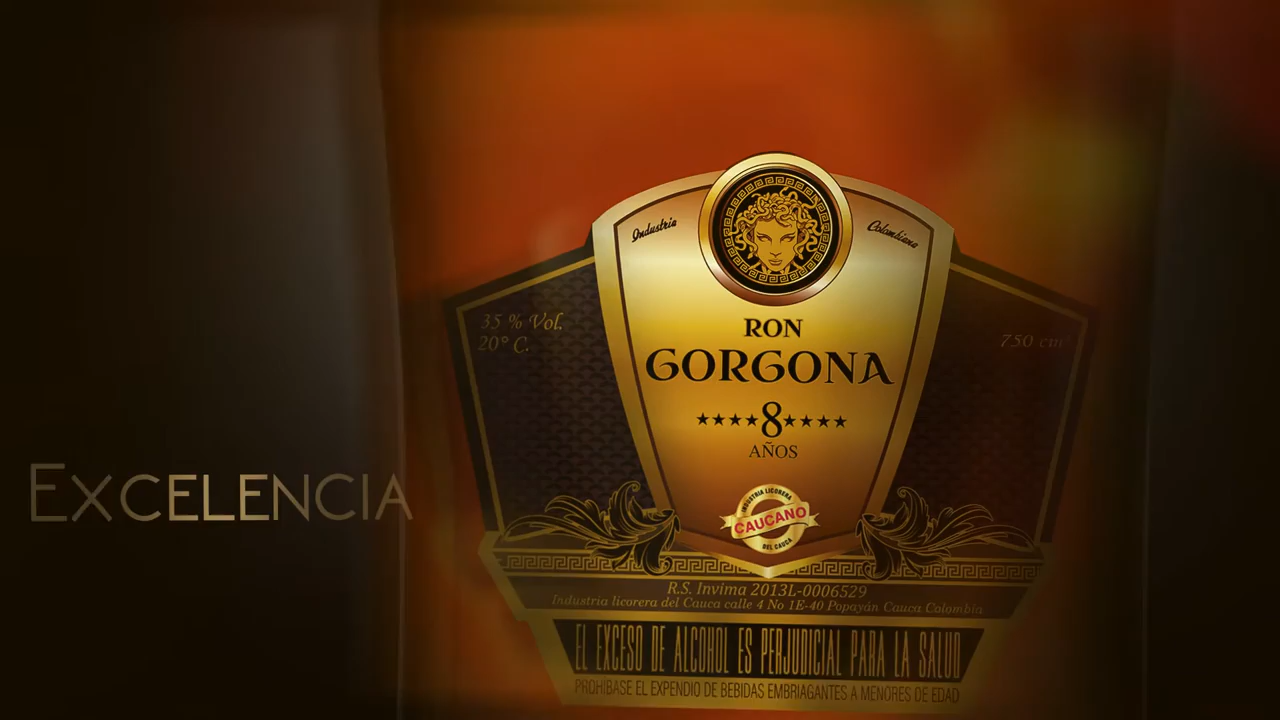 Industria
Colombiana
35 % Vol.
20° C.
750 cm³
RON
GORGONA
★★★★8★★★★
AÑOS
INDUSTRIA LICORERA
CAUCANO
DEL CAUCA
EXCELENCIA
R.S. Invima 2013L-0006529
Industria licorera del Cauca calle 4 No 1E-40 Popayán Cauca Colombia
EL EXCESO DE ALCOHOL ES PERJUDICIAL PARA LA SALUD
PROHIBASE EL EXPENDIO DE BEBIDAS EMBRIAGANTES A MENORES DE EDAD